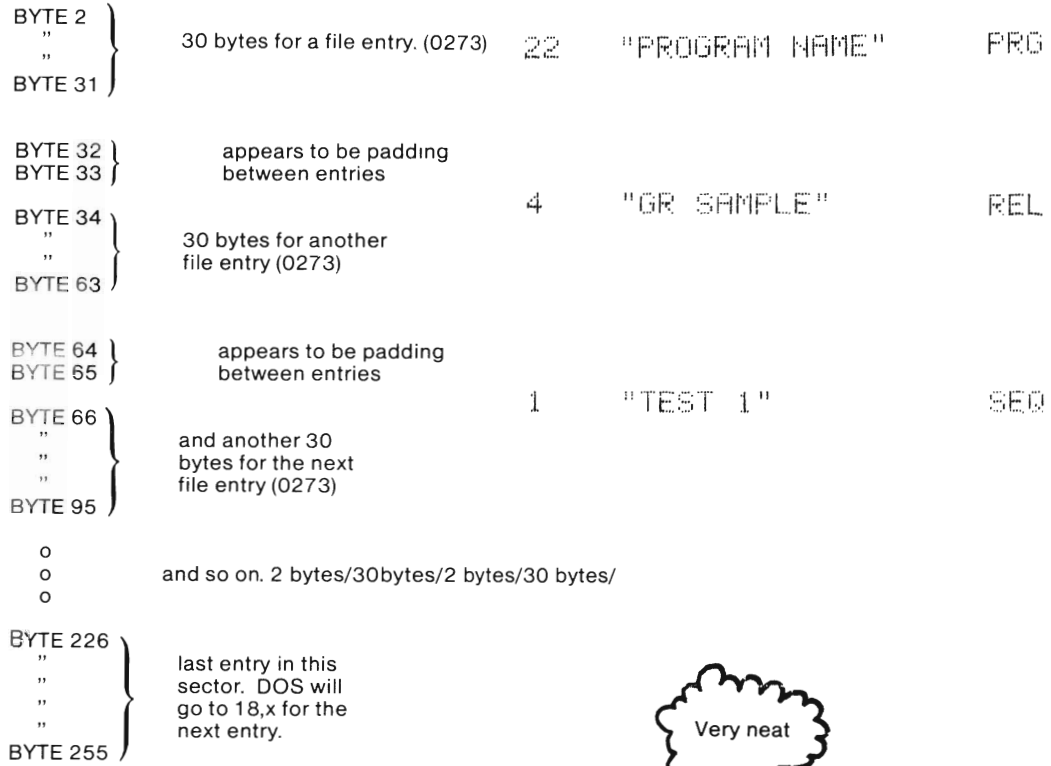 BYTE 2
"
"
BYTE 31
30 bytes for a file entry. (0273)
22 "PROGRAM NAME" PRG
BYTE 32
BYTE 33
appears to be padding
between entries
4 "GR SAMPLE" REL
BYTE 34
"
"
BYTE 63
30 bytes for another
file entry (0273)
BYTE 64
BYTE 65
appears to be padding
between entries
1 "TEST 1" SEQ
BYTE 66
"
"
"
BYTE 95
and another 30
bytes for the next
file entry (0273)
o
o
o
and so on. 2 bytes/30bytes/2 bytes/30 bytes/
BYTE 226
"
"
"
"
BYTE 255
last entry in this
sector. DOS will
go to 18,x for the
next entry.
Very neat